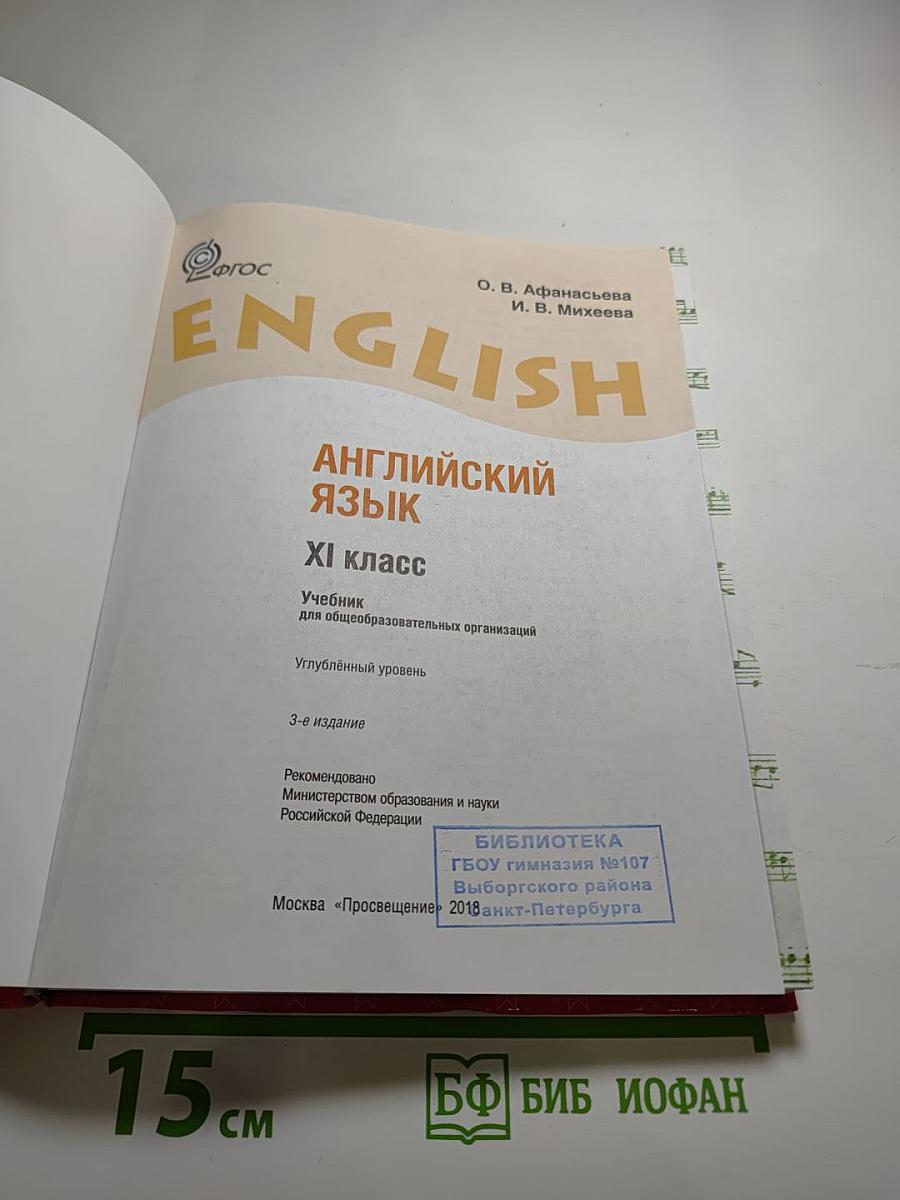 ФГОС
О. В. Афанасьева
И. В. Михеева
ENGLISH
АНГЛИЙСКИЙ
ЯЗЫК
XI класс
Учебник
для общеобразовательных организаций
Углублённый уровень
3-е издание
Рекомендовано
Министерством образования и науки
Российской Федерации
БИБЛИОТЕКА
ГБОУ гимназия №107
Выборгского района
Санкт-Петербурга
Москва «Просвещение» 2018
15 см
БФ БИБ ИОФАН